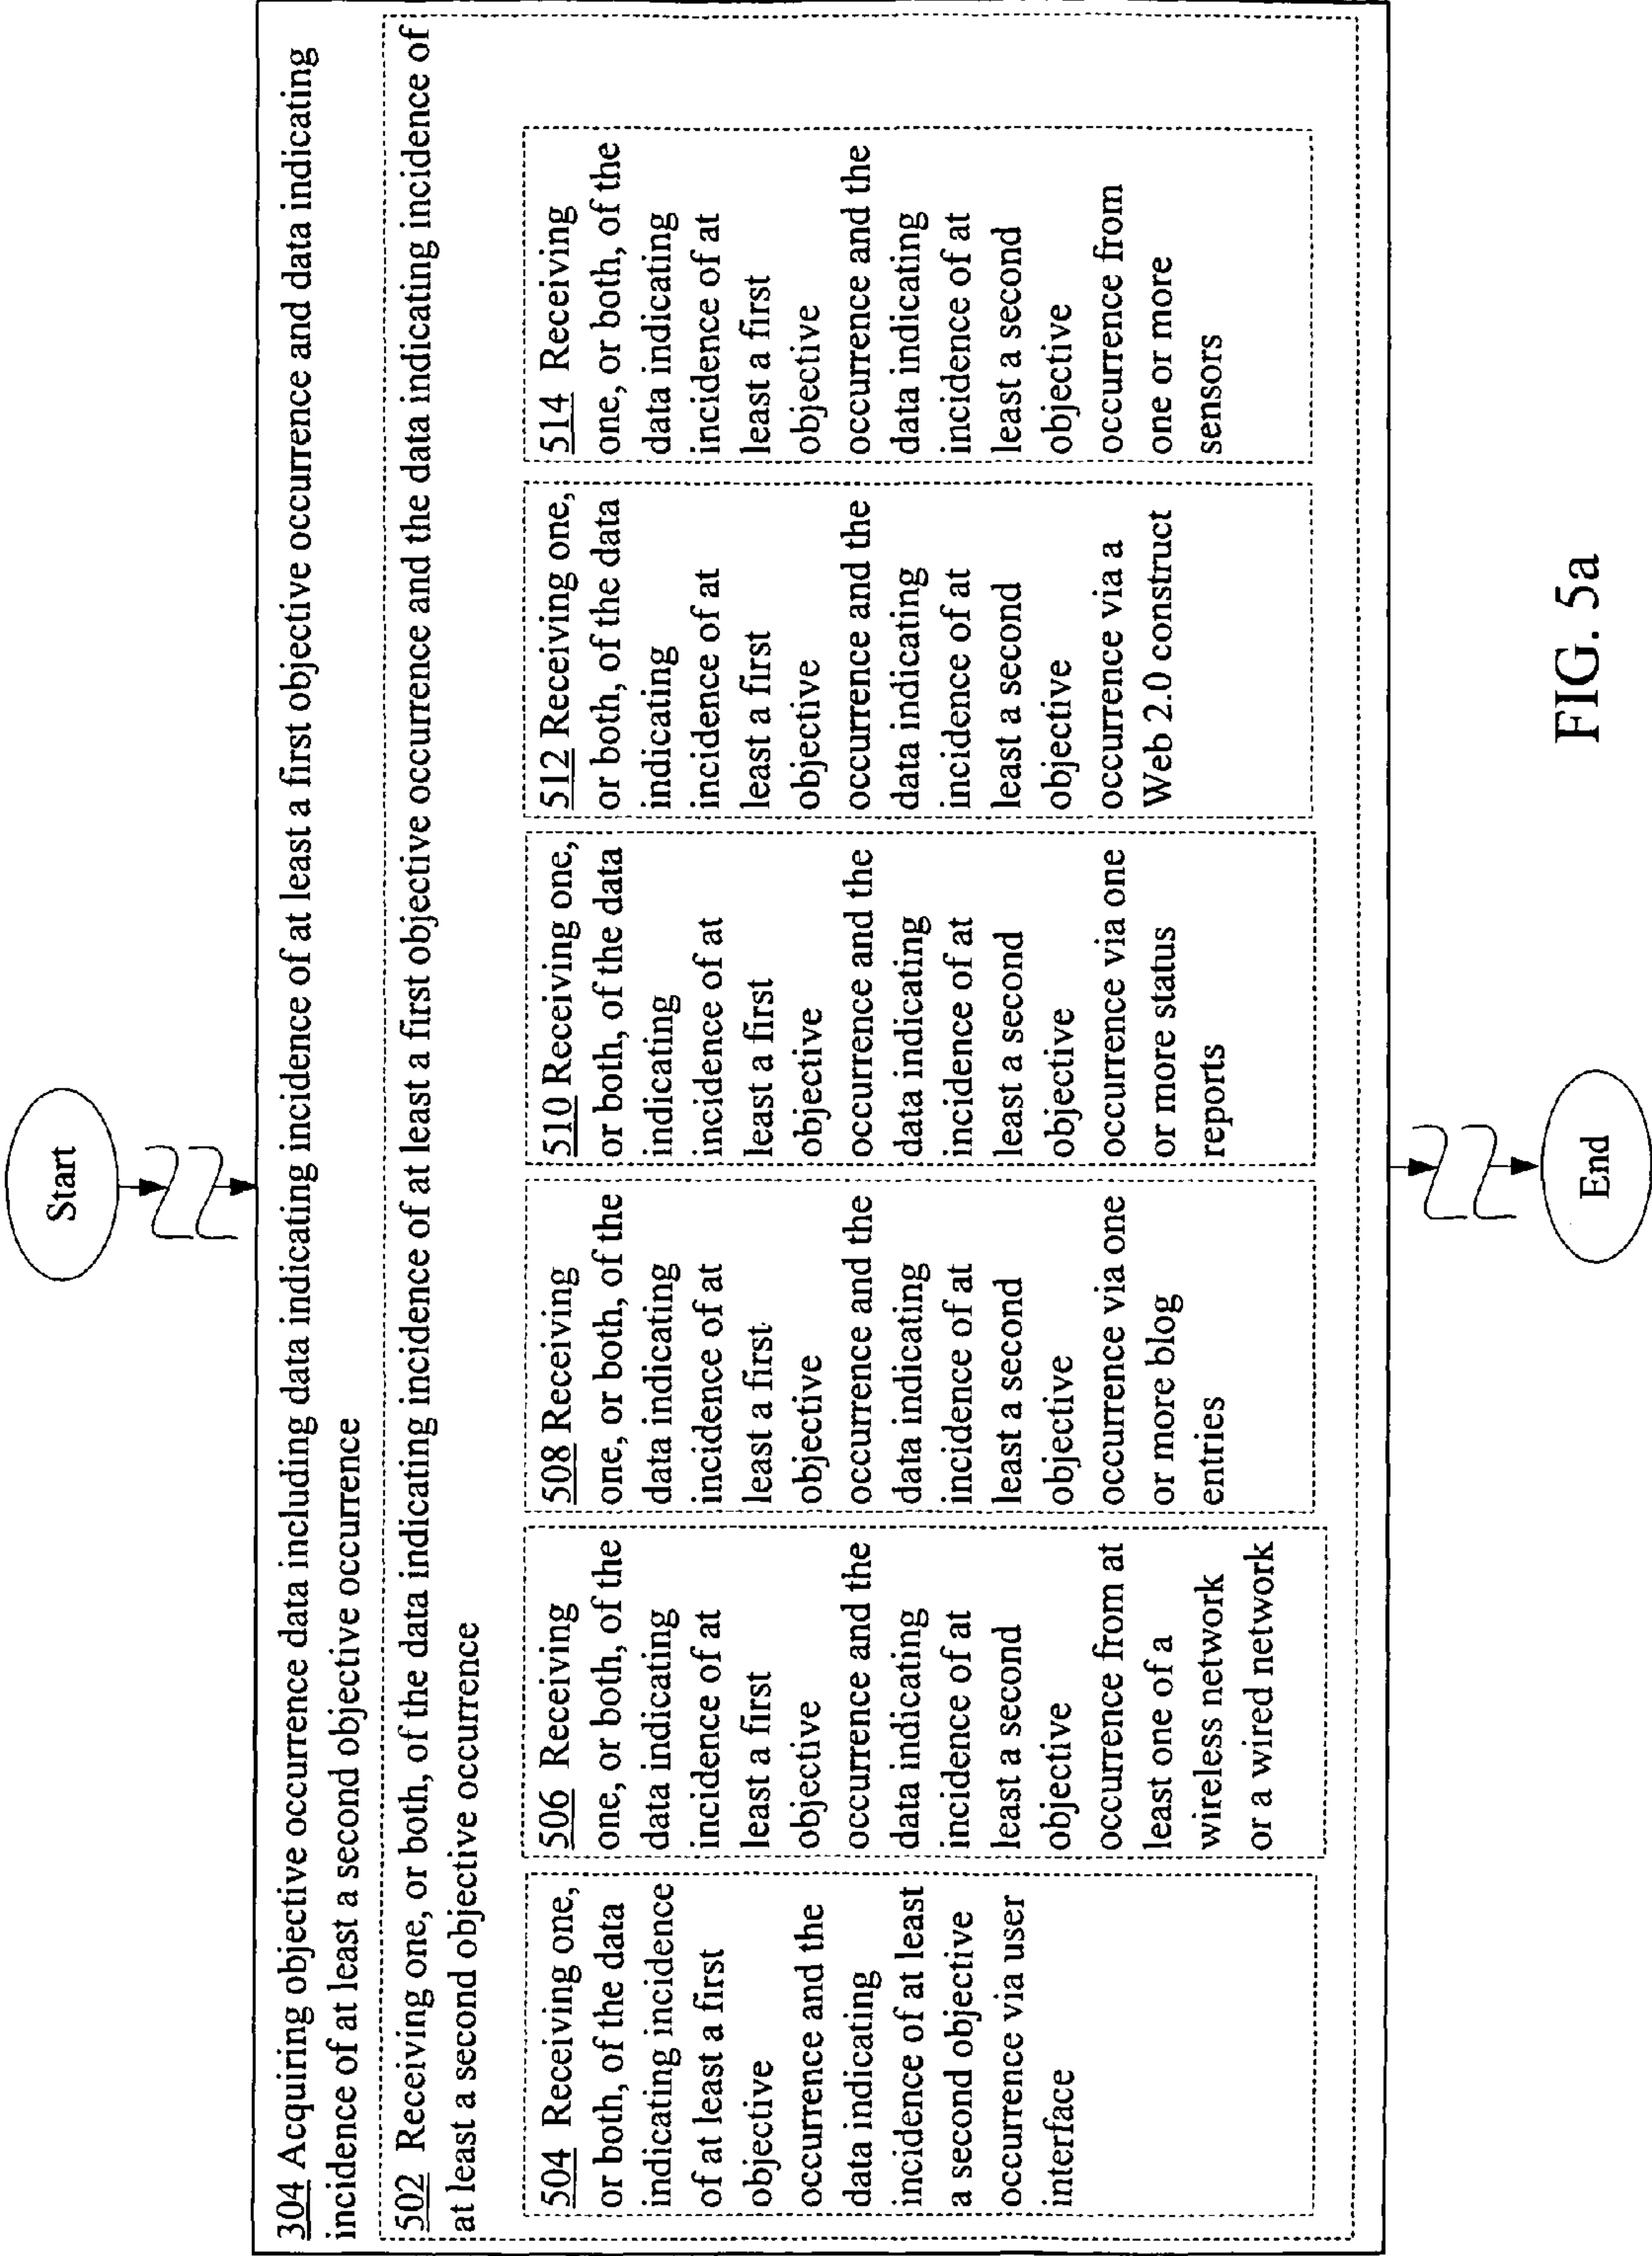 Start
304 Acquiring objective occurrence data including data indicating incidence of at least a first objective occurrence and data indicating
incidence of at least a second objective occurrence
502 Receiving one, or both, of the data indicating incidence of at least a first objective occurrence and the data indicating incidence of
at least a second objective occurrence
504 Receiving one,
or both, of the data
indicating incidence
of at least a first
objective
occurrence and the
data indicating
incidence of at least
a second objective
occurrence via user
interface
506 Receiving
one, or both, of the
data indicating
incidence of at
least a first
objective
occurrence and the
data indicating
incidence of at
least a second
objective
occurrence from at
least one of a
wireless network
or a wired network
508 Receiving
one, or both, of the
data indicating
incidence of at
least a first
objective
occurrence and the
data indicating
incidence of at
least a second
objective
occurrence via one
or more blog
entries
510 Receiving one,
or both, of the data
indicating
incidence of at
least a first
objective
occurrence and the
data indicating
incidence of at
least a second
objective
occurrence via one
or more status
reports
512 Receiving one,
or both, of the data
indicating
incidence of at
least a first
objective
occurrence and the
data indicating
incidence of at
least a second
objective
occurrence via a
Web 2.0 construct
514 Receiving
one, or both, of the
data indicating
incidence of at
least a first
objective
occurrence and the
data indicating
incidence of at
least a second
objective
occurrence from
one or more
sensors
End
FIG. 5a